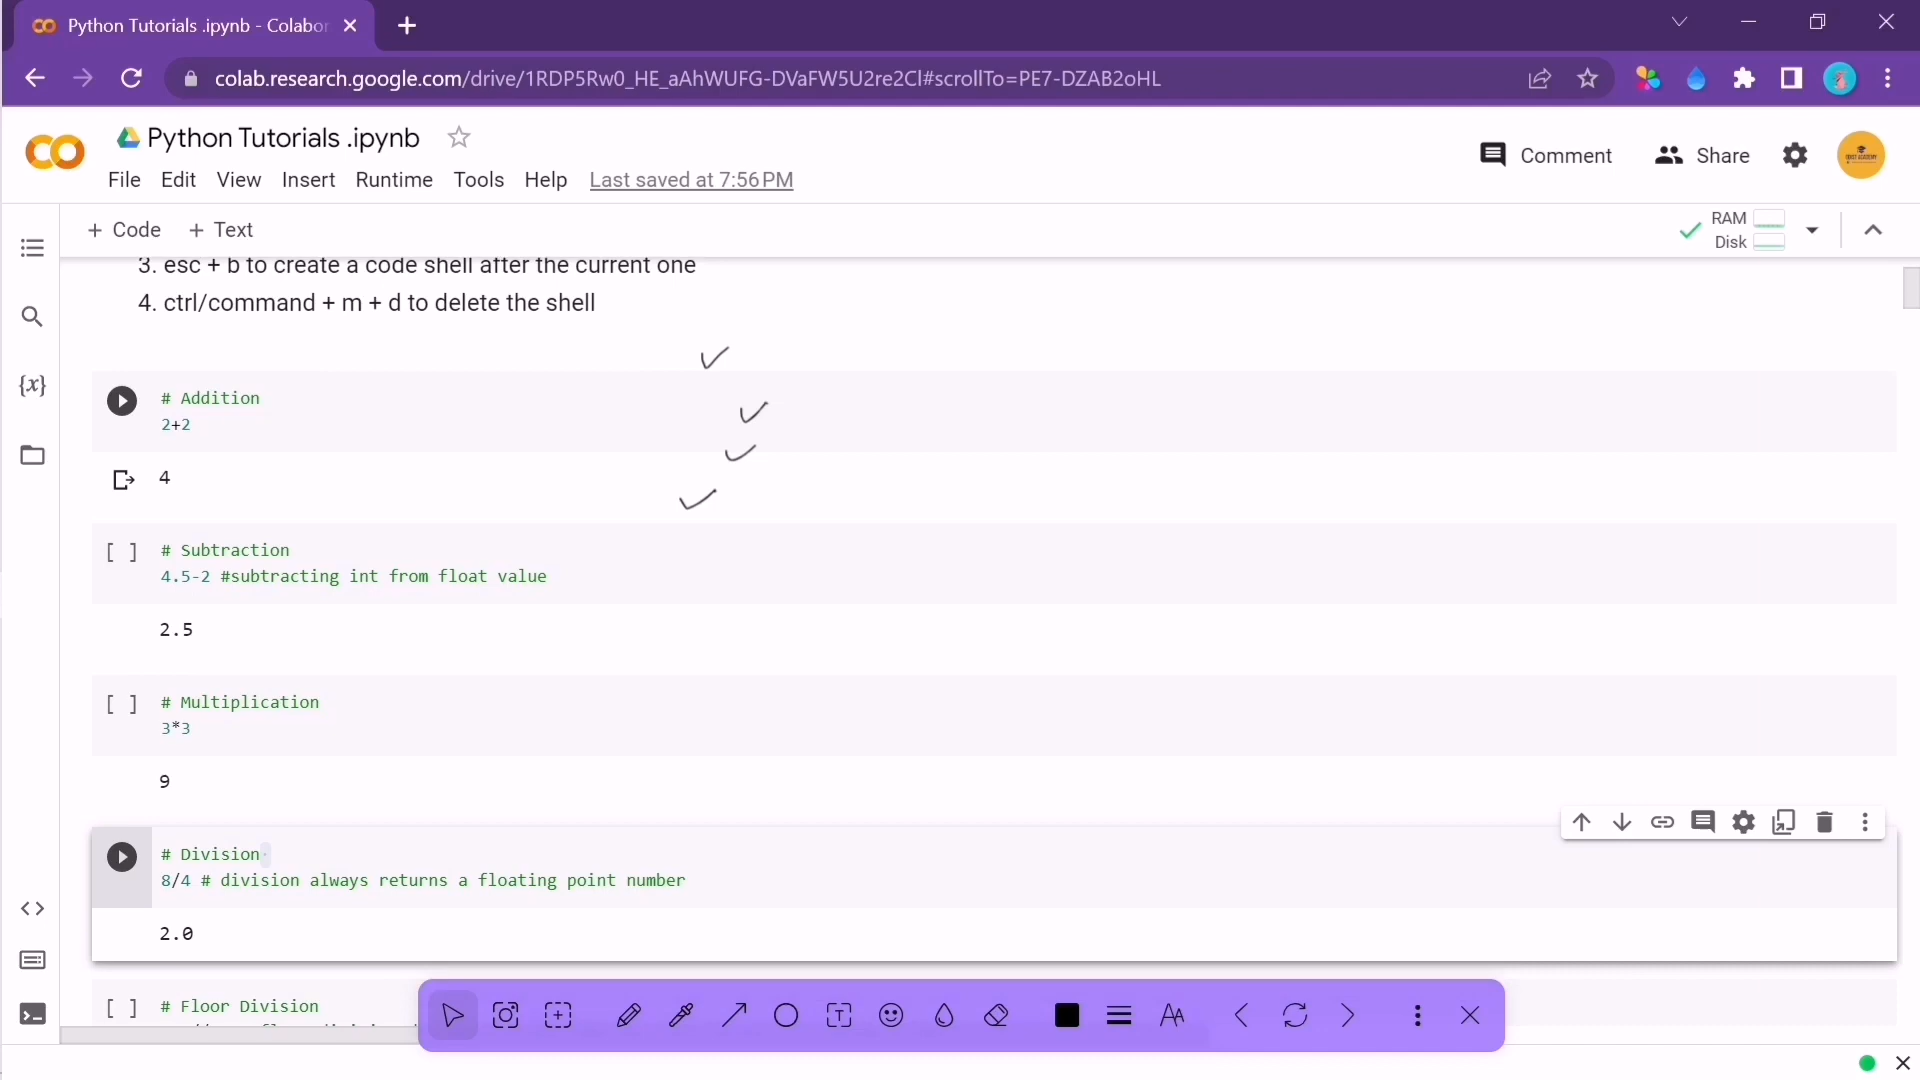 Python Tutorials .ipynb - Colabor
colab.research.google.com/drive/1RDP5Rw0_HE_aAhWUFG-DVaFW5U2re2Cl#scrollTo=PE7-DZAB2oHL
Python Tutorials .ipynb
Comment
Share
File Edit View Insert Runtime Tools Help Last saved at 7:56 PM
+ Code + Text
RAM
Disk
3. esc + b to create a code shell after the current one
4. ctrl/command + m + d to delete the shell
{x}
# Addition
2+2
4
[ ] # Subtraction
4.5-2 #subtracting int from float value
2.5
[ ] # Multiplication
3*3
9
# Division
8/4 # division always returns a floating point number
2.0
[ ] # Floor Division